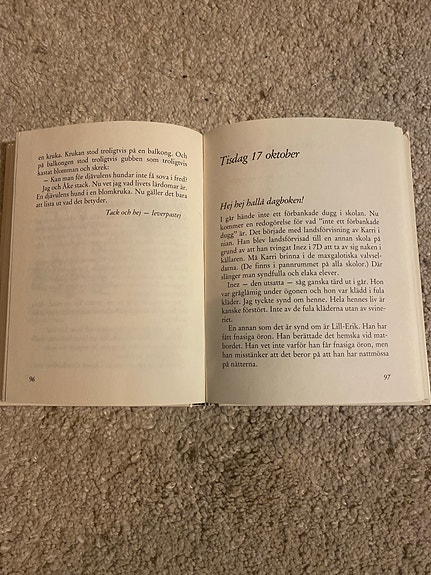 en kruka. Krukan stod troligtvis på en balkong. Och
på balkongen stod troligtvis gubben som troligtvis
kastat blomman och skrek:
— Kan man för djävulens hundar inte få sova i fred?
Jag och Åke stack. Nu vet jag vad livets lärdomar är.
En djävulens hund i en blomkruka. Nu gäller det bara
att lista ut vad det betyder.
Tack och hej — leverpastej
96
Tisdag 17 oktober
Hej hej hallå dagboken!
I går hände inte ett förbankade dugg i skolan. Nu
kommer en redogörelse för vad "inte ett förbankade
dugg" är. Det började med landsförvisning av Karri i
nian. Han blev landsförvisad till en annan skola på
grund av att han tvingat Inez i 7D att ta av sig naken i
källaren. Må Karri brinna i de maxgalotiska valvsel-
darna. (De finns i pannrummet på alla skolor.) Där
slänger man syndfulla och elaka elever.
Inez — den utsatta — såg ganska tärd ut i går. Hon
var gråglåmig under ögonen och hon var klädd i fula
kläder. Jag tyckte synd om henne. Hela hennes liv är
kanske förstört. Inte av de fula kläderna utan av svine-
riet.
En annan som det är synd om är Lill-Erik. Han har
fått fnasiga öron. Han berättade det hemska vid mat-
bordet. Han vet inte varför han får fnasiga öron, men
han misstänker att det beror på att han har nattmössa
på nätterna.
97